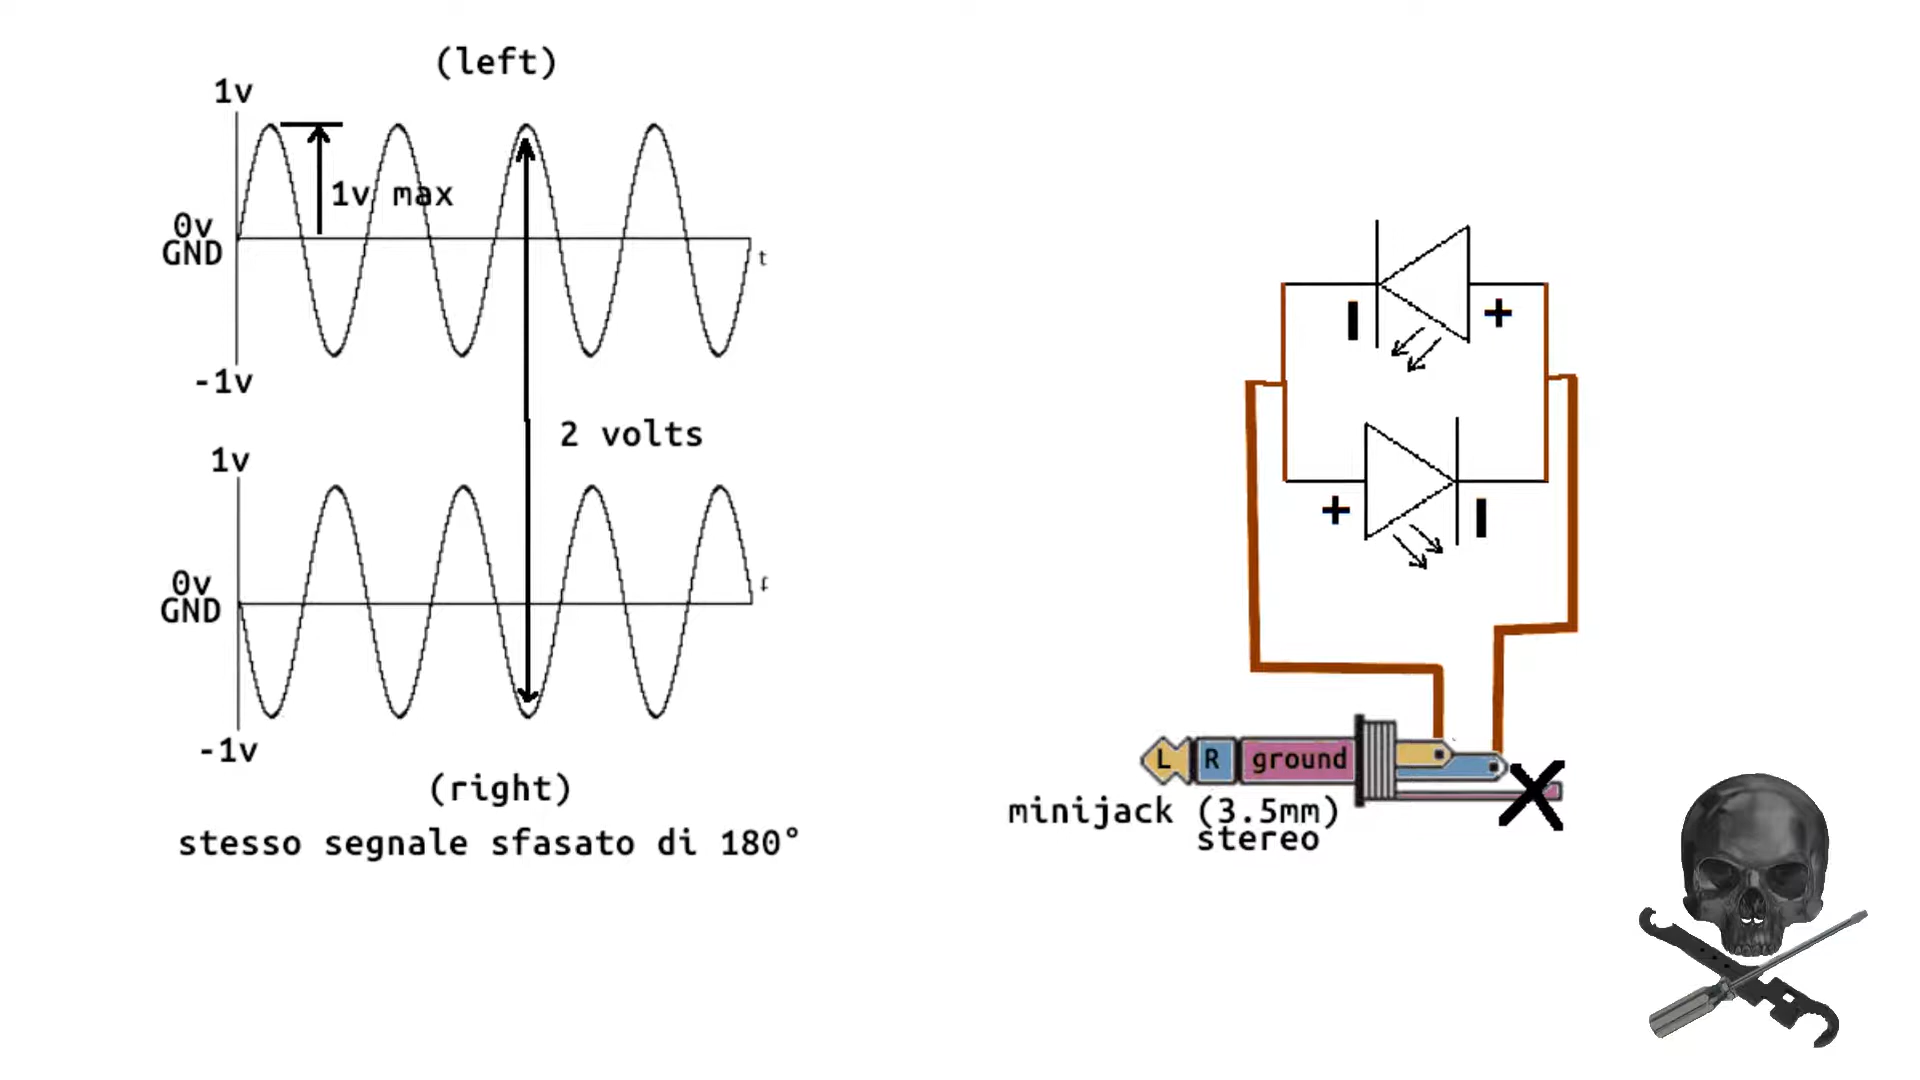 (left)
1v
1v max
0v
GND
t
-1v
2 volts
1v
0v
GND
-1v
(right)
stesso segnale sfasato di 180°
+
+
L R ground
minijack (3.5mm)
stereo